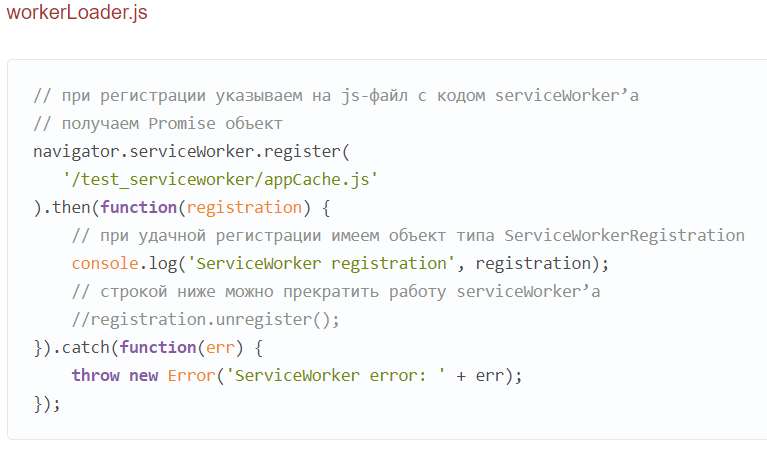 workerLoader.js
// при регистрации указываем на js-файл с кодом serviceWorker’а
// получаем Promise объект
navigator.serviceWorker.register(
   '/test_serviceworker/appCache.js'
).then(function(registration) {
    // при удачной регистрации имеем объект типа ServiceWorkerRegistration
    console.log('ServiceWorker registration', registration);
    // строкой ниже можно прекратить работу serviceWorker’а
    //registration.unregister();
}).catch(function(err) {
    throw new Error('ServiceWorker error: ' + err);
});